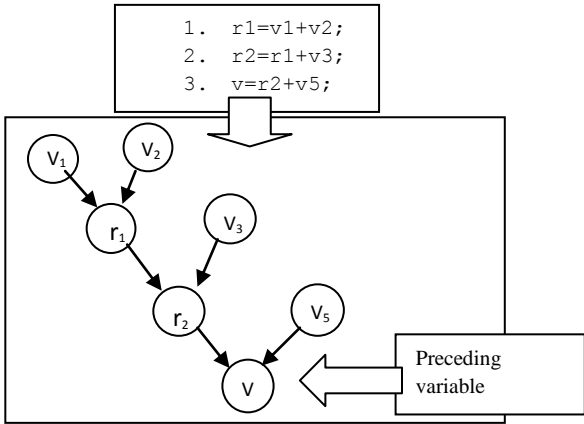 1. r1=v1+v2;
2. r2=r1+v3;
3. v=r2+v5;
V₁
V₂
r₁
V₃
r₂
V₅
V
Preceding
variable